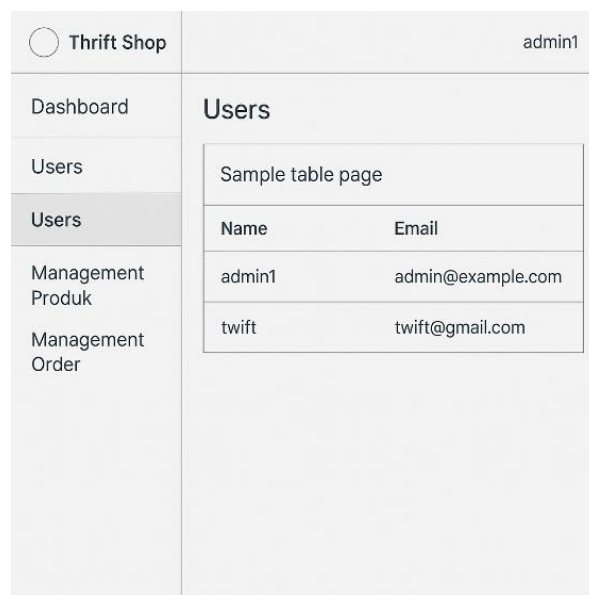 Thrift Shop
admin1
Dashboard
Users
Users
Management
Produk
Management
Order
Users
Sample table page
Name Email
admin1 admin@example.com
twift twift@gmail.com